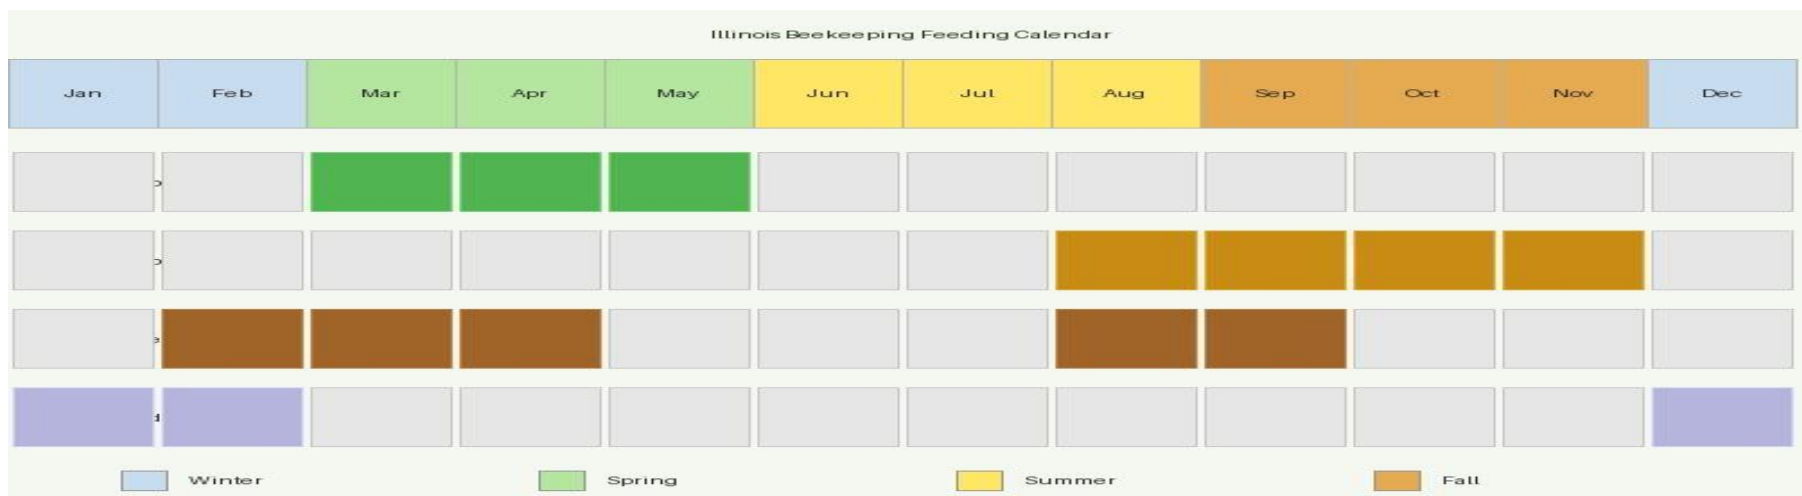 Illinois Beekeeping Feeding Calendar
Jan Feb Mar Apr May Jun Jul Aug Sep Oct Nov Dec
Winter Spring Summer Fall